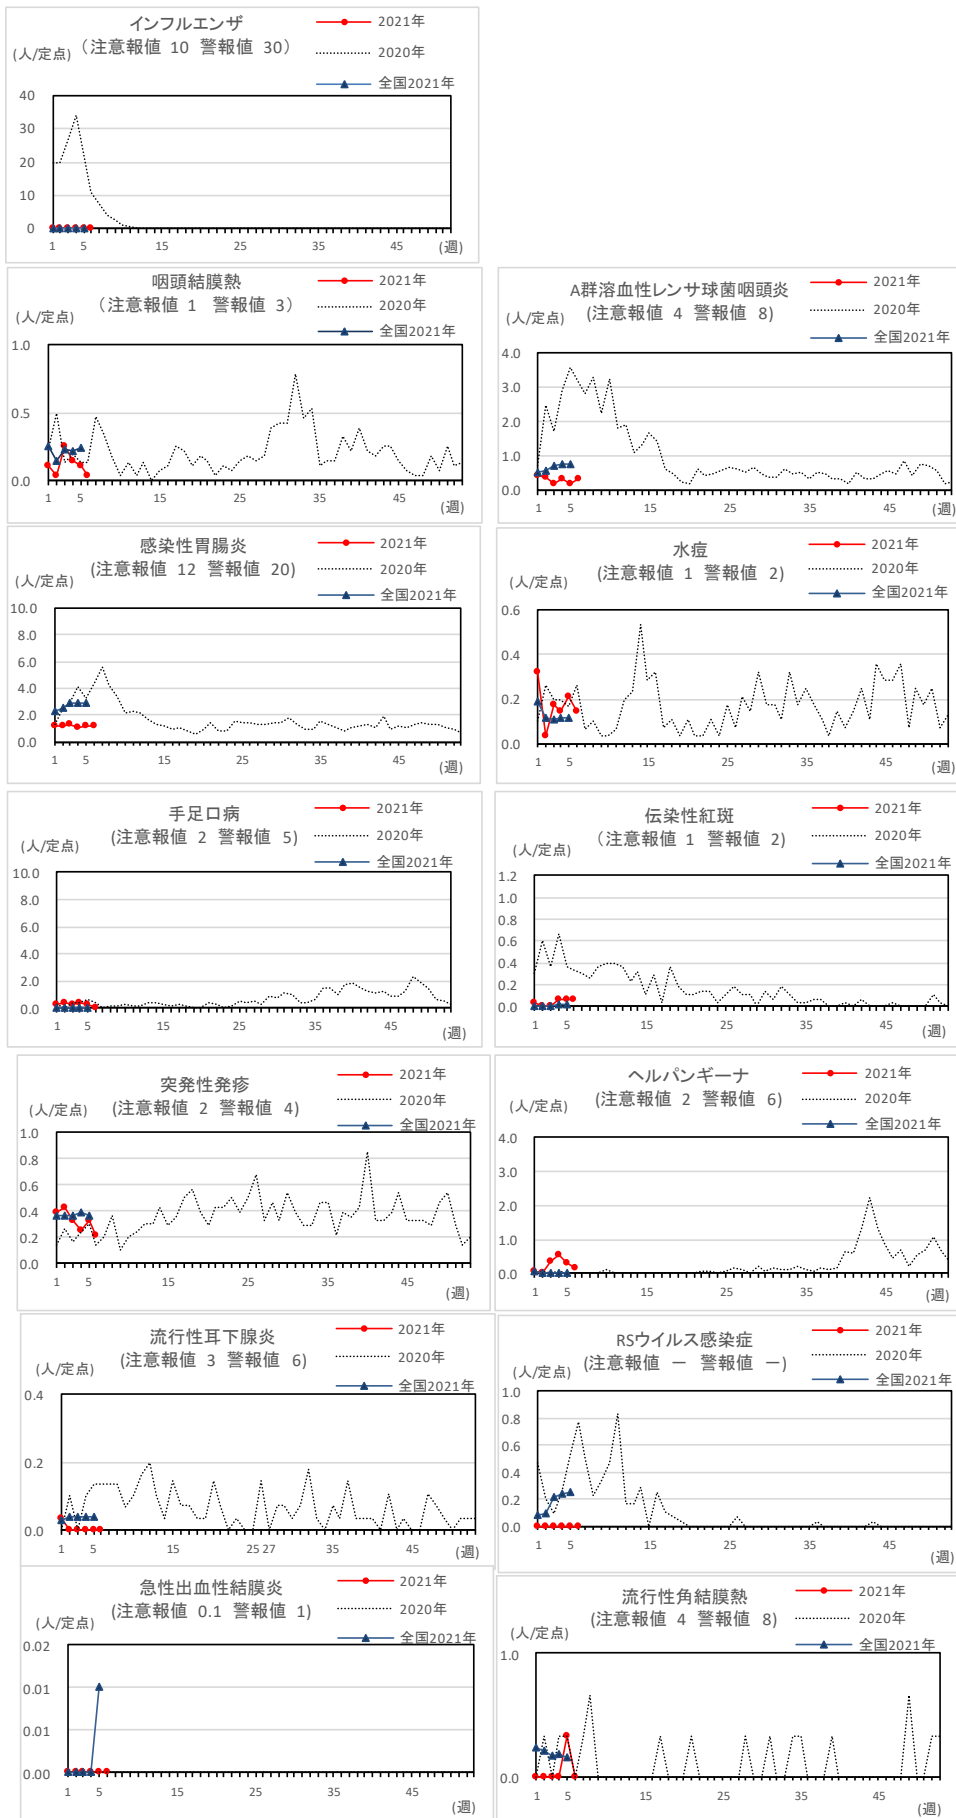 インフルエンザ
（注意報値 10 警報値 30）
(人/定点)
2021年
2020年
全国2021年
40
30
20
10
0
1 5 15 25 35 45 (週)
咽頭結膜熱
（注意報値 1 警報値 3）
(人/定点)
2021年
2020年
全国2021年
1.0
0.5
0.0
1 5 15 25 35 45 (週)
A群溶血性レンサ球菌咽頭炎
(注意報値 4 警報値 8)
(人/定点)
2021年
2020年
全国2021年
4.0
3.0
2.0
1.0
0.0
1 5 15 25 35 45 (週)
感染性胃腸炎
(注意報値 12 警報値 20)
(人/定点)
2021年
2020年
全国2021年
10.0
8.0
6.0
4.0
2.0
0.0
1 5 15 25 35 45 (週)
水痘
(注意報値 1 警報値 2)
(人/定点)
2021年
2020年
全国2021年
0.6
0.4
0.2
0.0
1 5 15 25 35 45 (週)
手足口病
(注意報値 2 警報値 5)
(人/定点)
2021年
2020年
全国2021年
10.0
8.0
6.0
4.0
2.0
0.0
1 5 15 25 35 45 (週)
伝染性紅斑
（注意報値 1 警報値 2)
(人/定点)
2021年
2020年
全国2021年
1.2
1.0
0.8
0.6
0.4
0.2
0.0
1 5 15 25 35 45 (週)
突発性発疹
(注意報値 2 警報値 4)
(人/定点)
2021年
2020年
全国2021年
1.0
0.8
0.6
0.4
0.2
0.0
1 5 15 25 35 45 (週)
ヘルパンギーナ
(注意報値 2 警報値 6)
(人/定点)
2021年
2020年
全国2021年
4.0
3.0
2.0
1.0
0.0
1 5 15 25 35 45 (週)
流行性耳下腺炎
(注意報値 3 警報値 6)
(人/定点)
2021年
2020年
全国2021年
0.4
0.2
0.0
1 5 15 25 27 35 45 (週)
RSウイルス感染症
(注意報値 － 警報値 －)
(人/定点)
2021年
2020年
全国2021年
1.0
0.8
0.6
0.4
0.2
0.0
1 5 15 25 35 45 (週)
急性出血性結膜炎
(注意報値 0.1 警報値 1)
(人/定点)
2021年
2020年
全国2021年
0.02
0.01
0.01
0.00
1 5 15 25 35 45 (週)
流行性角結膜熱
(注意報値 4 警報値 8)
(人/定点)
2021年
2020年
全国2021年
1.0
0.0
1 5 15 25 35 45 (週)